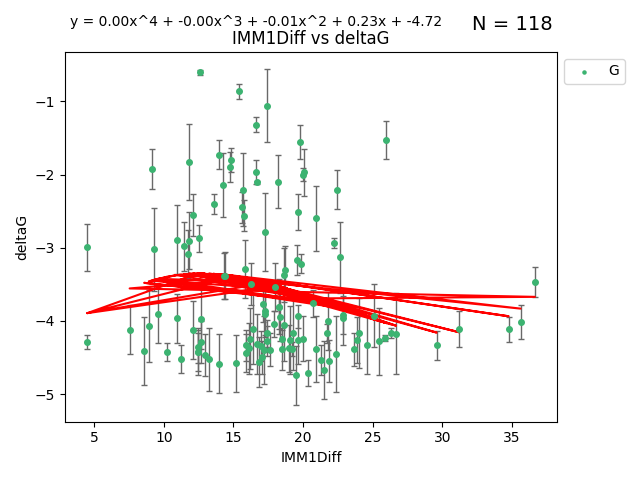 y = 0.00x^4 + -0.00x^3 + -0.01x^2 + 0.23x + -4.72
N = 118
IMM1Diff vs deltaG
G
−1
−2
−3
−4
−5
deltaG
5 10 15 20 25 30 35
IMM1Diff